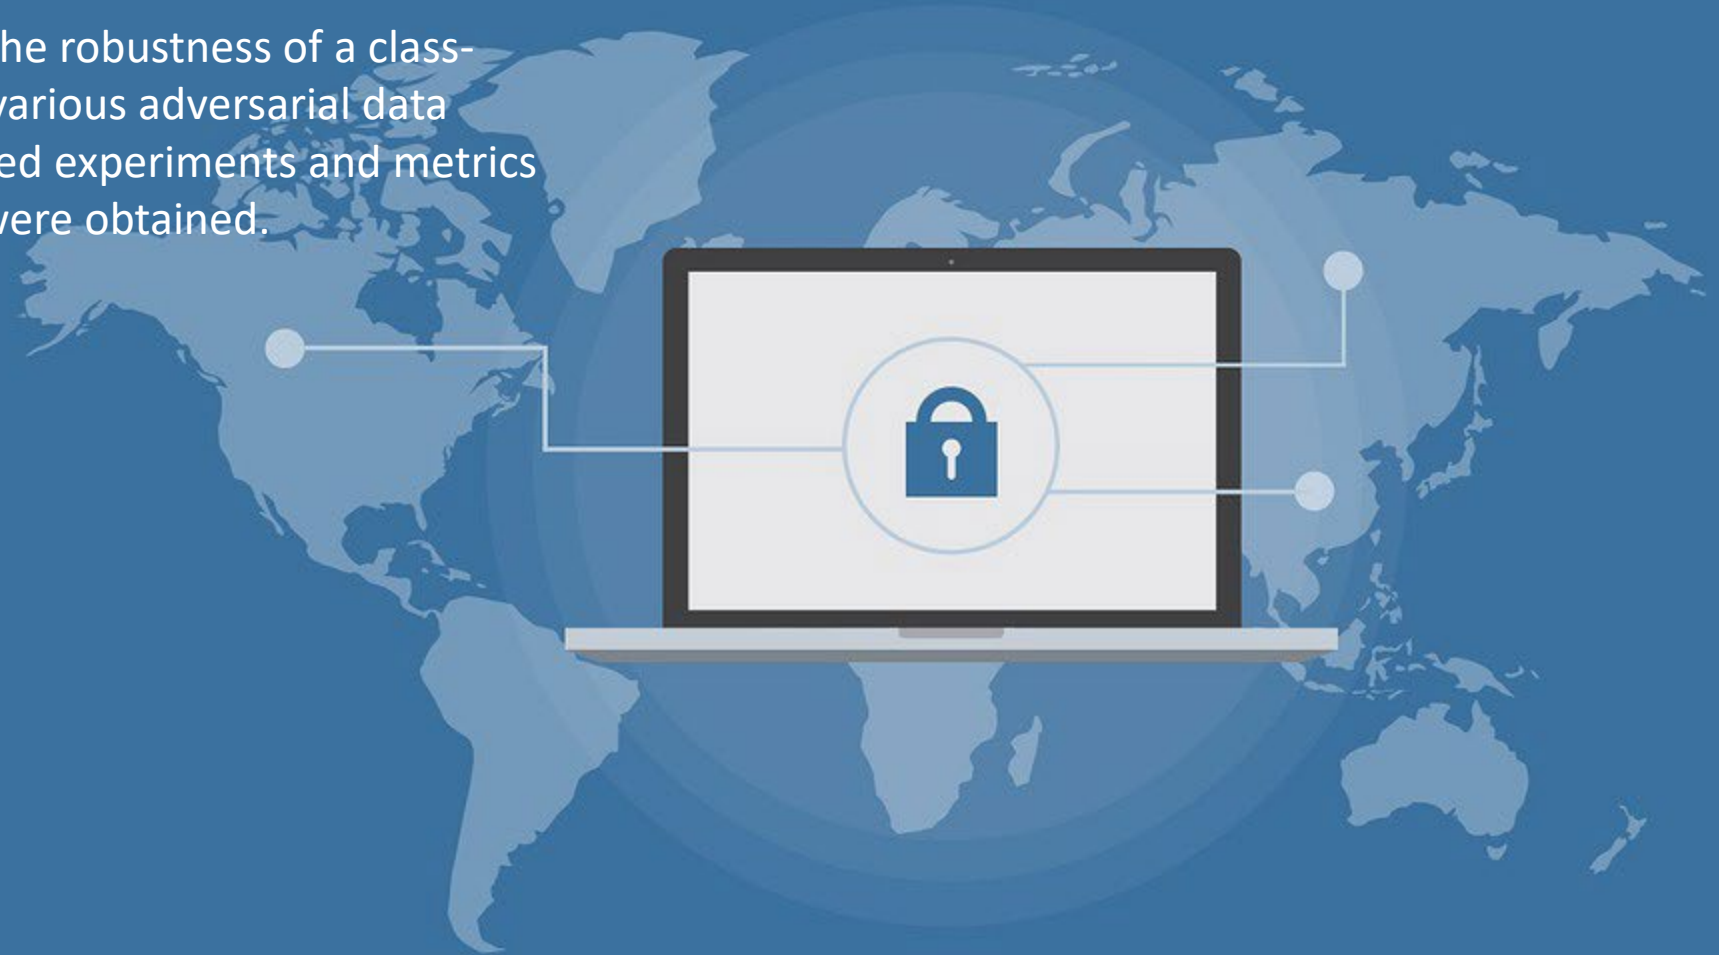 he robustness of a class-
various adversarial data
ed experiments and metrics
were obtained.